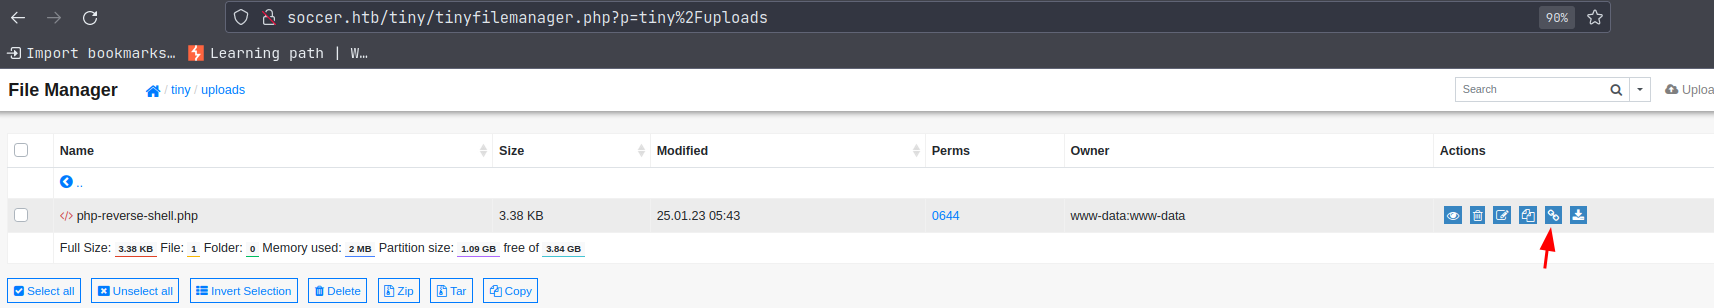 soccer.htb/tiny/tinyfilemanager.php?p=tiny%2Fuploads 90%
Import bookmarks… Learning path | W…
File Manager / tiny / uploads Search Uploa
Name Size Modified Perms Owner Actions
..
</> php-reverse-shell.php 3.38 KB 25.01.23 05:43 0644 www-data:www-data
Full Size: 3.38 KB File: 1 Folder: 0 Memory used: 2 MB Partition size: 1.09 GB free of 3.84 GB
Select all Unselect all Invert Selection Delete Zip Tar Copy